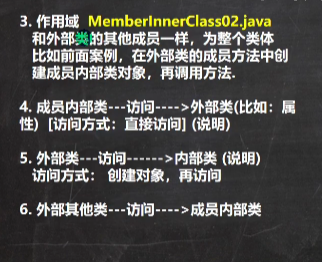 3. 作用域 MemberInnerClass02.java
和外部类的其他成员一样，为整个类体
比如前面案例，在外部类的成员方法中创
建成员内部类对象，再调用方法.
4. 成员内部类---访问---->外部类(比如：属
性) [访问方式：直接访问] (说明)
5. 外部类---访问------>内部类 (说明)
访问方式： 创建对象，再访问
6. 外部其他类---访问---->成员内部类